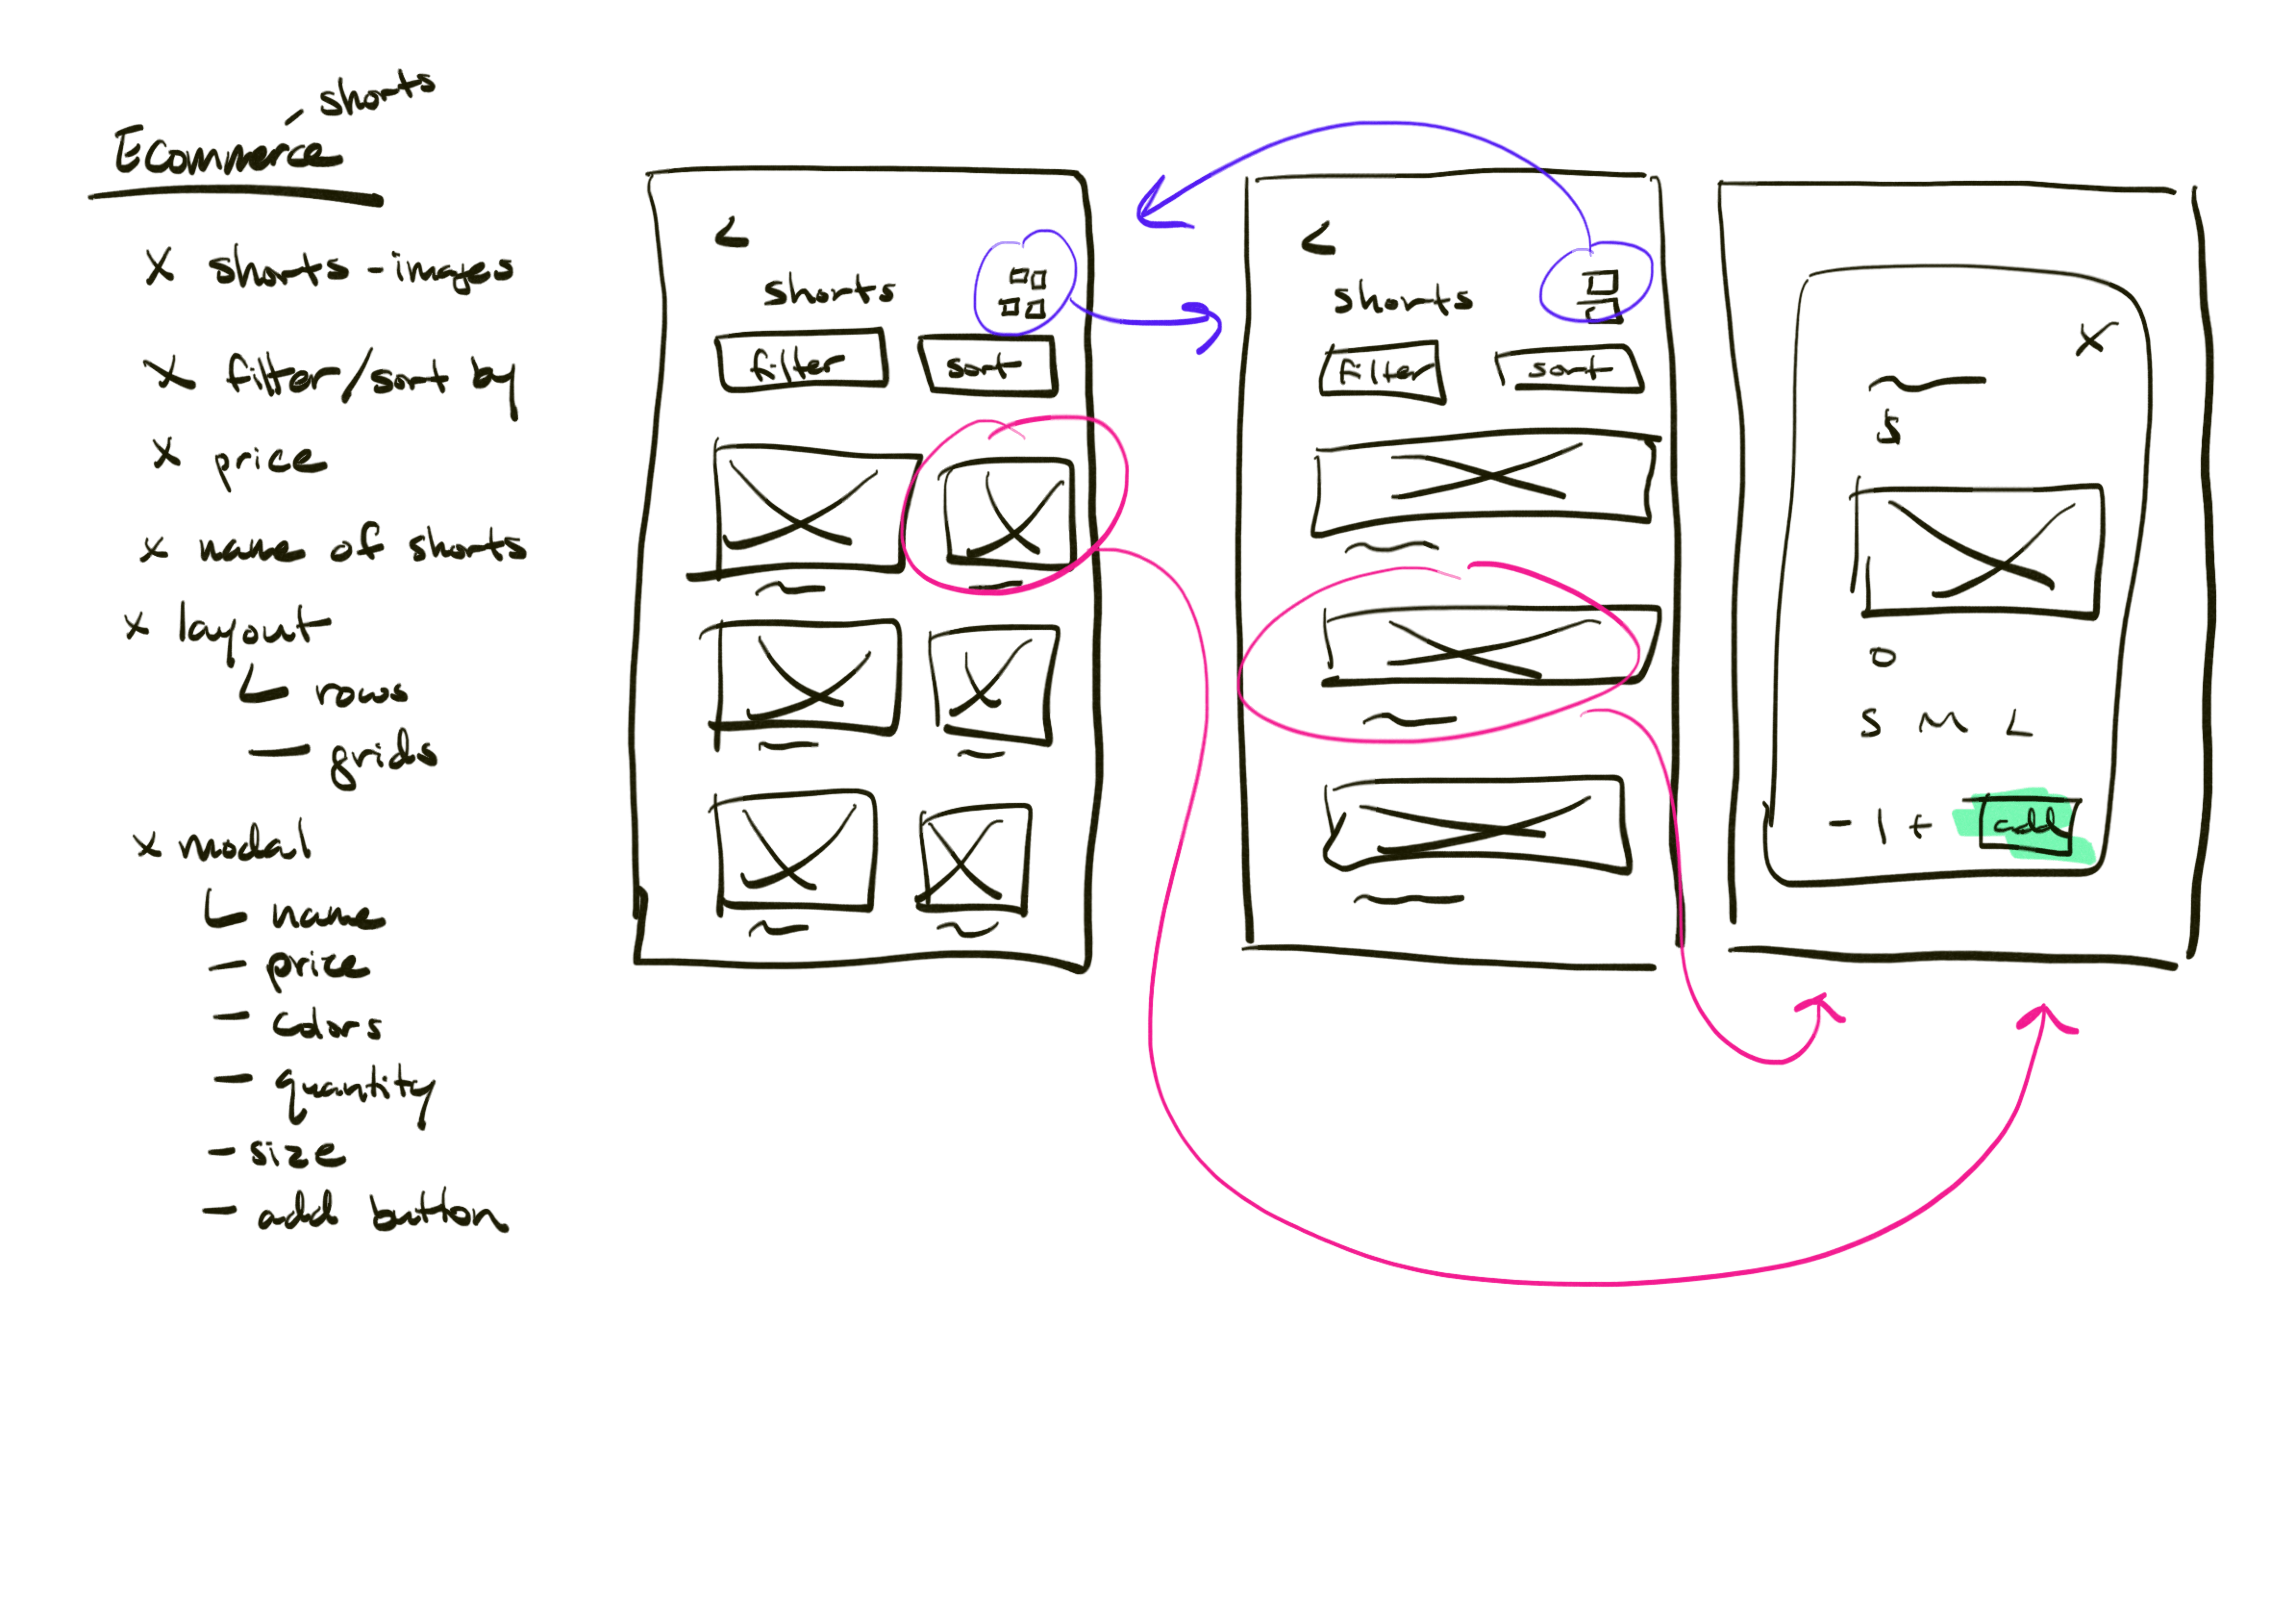 - shorts
Ecommerce
x shorts - images
x filter/sort by
x price
x name of shorts
x layout
rows
- grids
x modal
name
- price
- colors
- quantity
- size
- add button
<
shorts
filter
sort
<
shorts
filter
sort
x
S M L
- 1 +
add